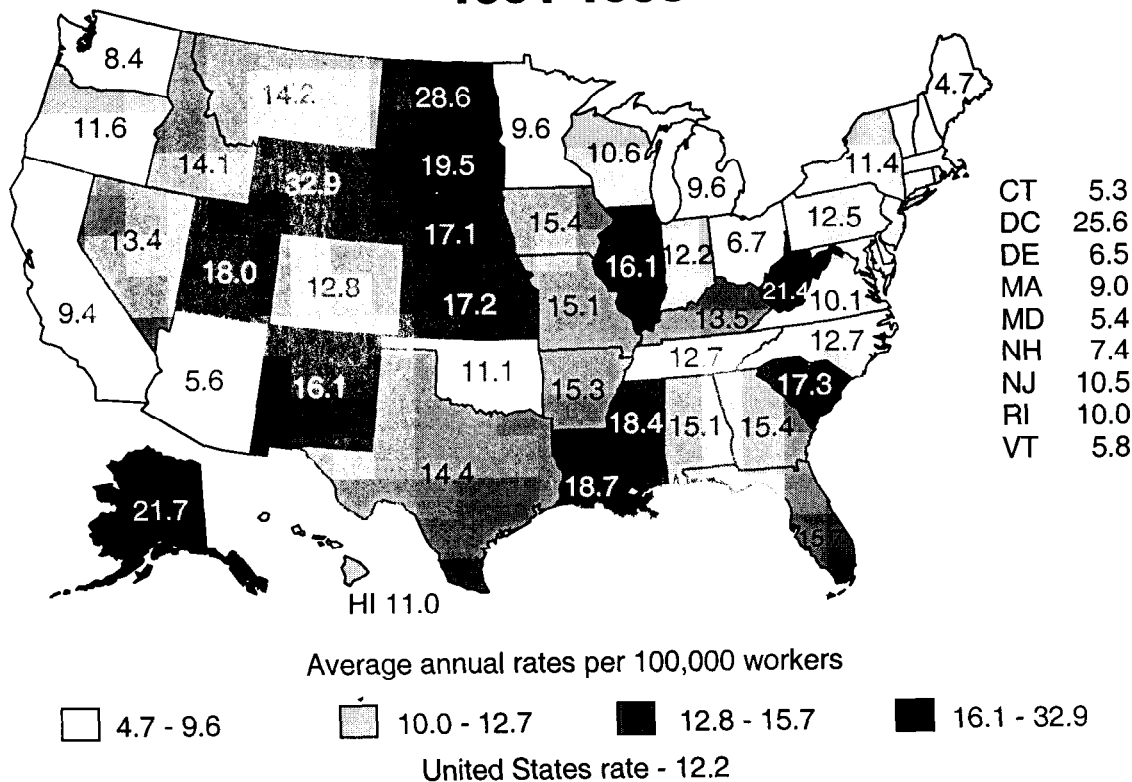 8.4
14.2
28.6
9.6
4.7
11.6
14.1
32.9
19.5
10.6
9.6
11.4
13.4
18.0
12.8
17.1
15.4
16.1
12.2
6.7
12.5
9.4
17.2
15.1
13.5
21.4
10.1
5.6
16.1
11.1
15.3
12.7
12.7
14.4
18.4
15.1
15.4
17.3
18.7
21.7
HI 11.0
CT 5.3
DC 25.6
DE 6.5
MA 9.0
MD 5.4
NH 7.4
NJ 10.5
RI 10.0
VT 5.8
Average annual rates per 100,000 workers
4.7 - 9.6
10.0 - 12.7
12.8 - 15.7
16.1 - 32.9
United States rate - 12.2